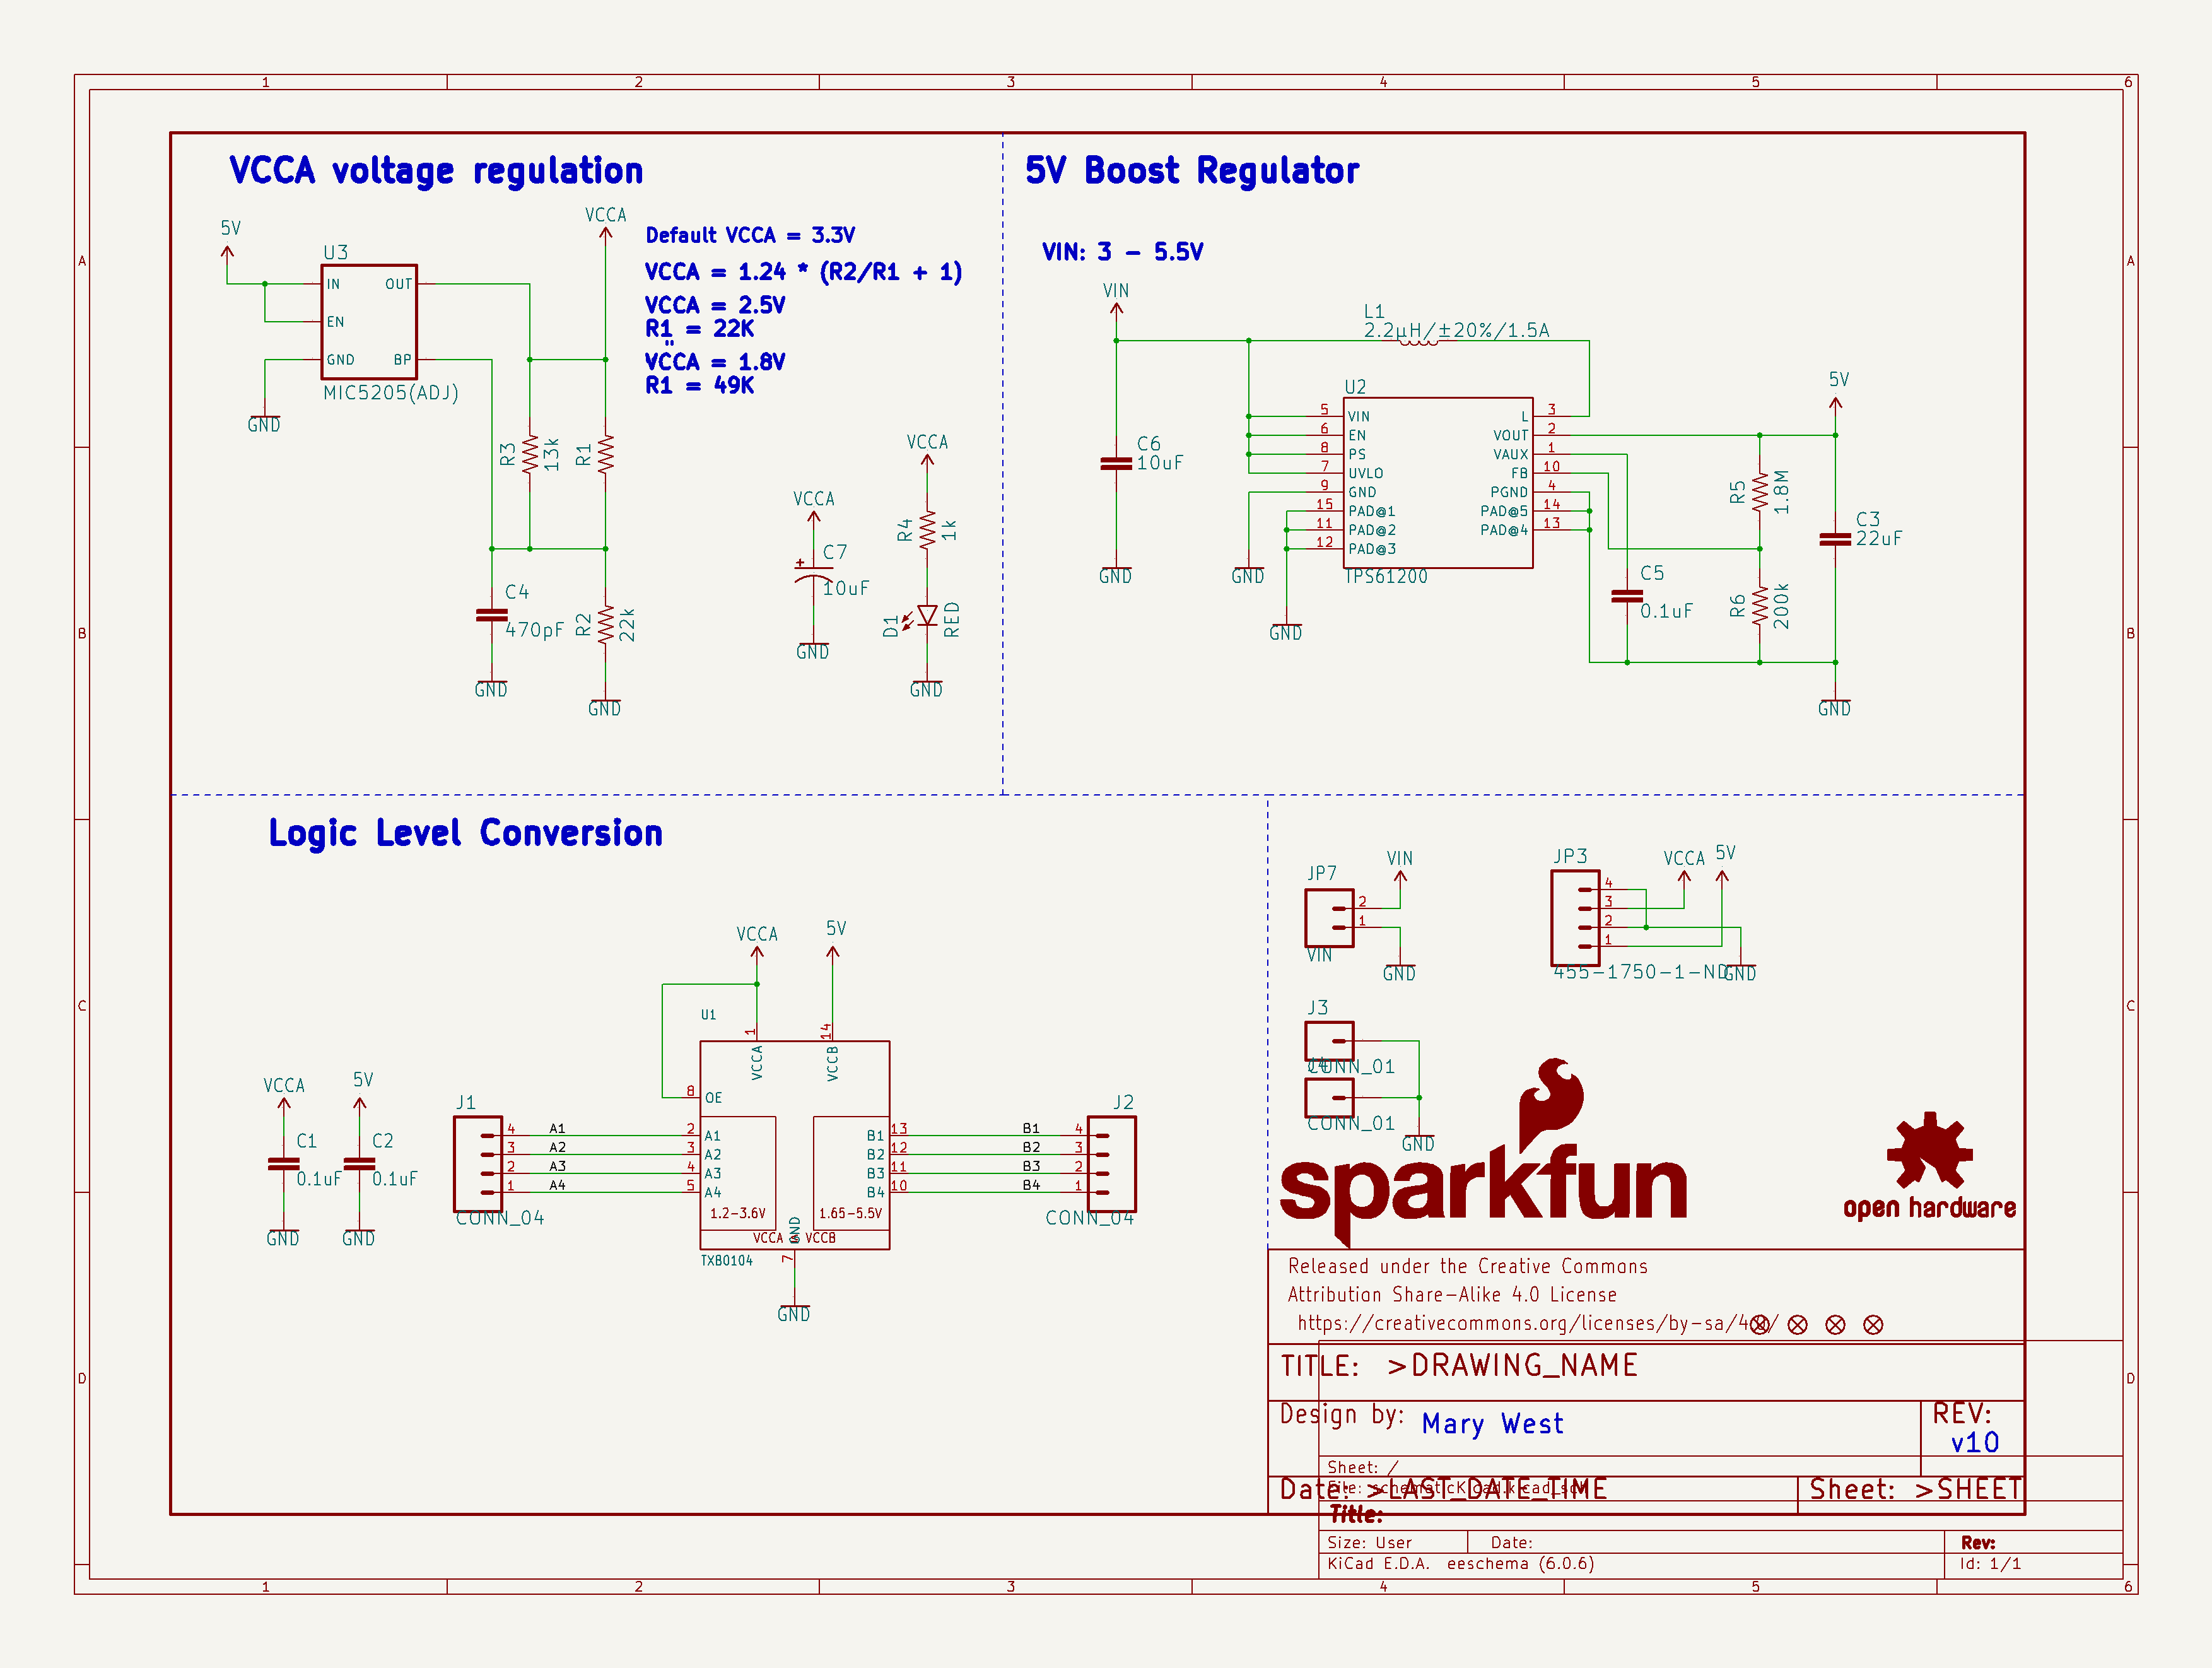 1 2 3 4 5 6
A
B
C
D
VCCA voltage regulation
5V
VCCA
U3
IN
EN
GND
OUT
BP
MIC5205(ADJ)
GND
R3
13k
R1
C4
470pF
GND
R2
22k
GND
Default VCCA = 3.3V
VCCA = 1.24 * (R2/R1 + 1)
VCCA = 2.5V
R1 = 22K
"
VCCA = 1.8V
R1 = 49K
VCCA
C7
+
10uF
GND
VCCA
R4
1k
D1
RED
GND
5V Boost Regulator
VIN: 3 - 5.5V
VIN
C6
10uF
GND
L1
2.2µH/±20%/1.5A
U2
5 VIN
6 EN
8 PS
7 UVLO
9 GND
15 PAD@1
11 PAD@2
12 PAD@3
L 3
VOUT 2
VAUX 1
FB 10
PGND 4
PAD@5 14
PAD@4 13
TPS61200
GND
GND
C5
0.1uF
R5
1.8M
R6
200k
5V
C3
22uF
GND
Logic Level Conversion
VCCA
C1
0.1uF
GND
5V
C2
0.1uF
GND
J1
4 A1
3 A2
2 A3
1 A4
CONN_04
VCCA
5V
U1
1
VCCA
14
VCCB
8 OE
2 A1
3 A2
4 A3
5 A4
B1 13
B2 12
B3 11
B4 10
1.2-3.6V
1.65-5.5V
VCCA
VCCB
GND
7
TXB0104
GND
J2
B1 4
B2 3
B3 2
B4 1
CONN_04
JP7
2
1
VIN
VIN
GND
JP3
4
3
2
1
VCCA
5V
455-1750-1-ND
GND
J3
CONN_01
CONN_01
GND
sparkfun
open hardware
Released under the Creative Commons
Attribution Share-Alike 4.0 License
https://creativecommons.org/licenses/by-sa/4.0/
TITLE: >DRAWING_NAME
Design by: Mary West
REV:
v10
Sheet: /
File: schematicKicad.kicad_sch
Date: >LAST_DATE_TIME
Sheet: >SHEET
Title:
Size: User
Date:
Rev:
KiCad E.D.A. eeschema (6.0.6)
Id: 1/1
A
B
C
D
1 2 3 4 5 6